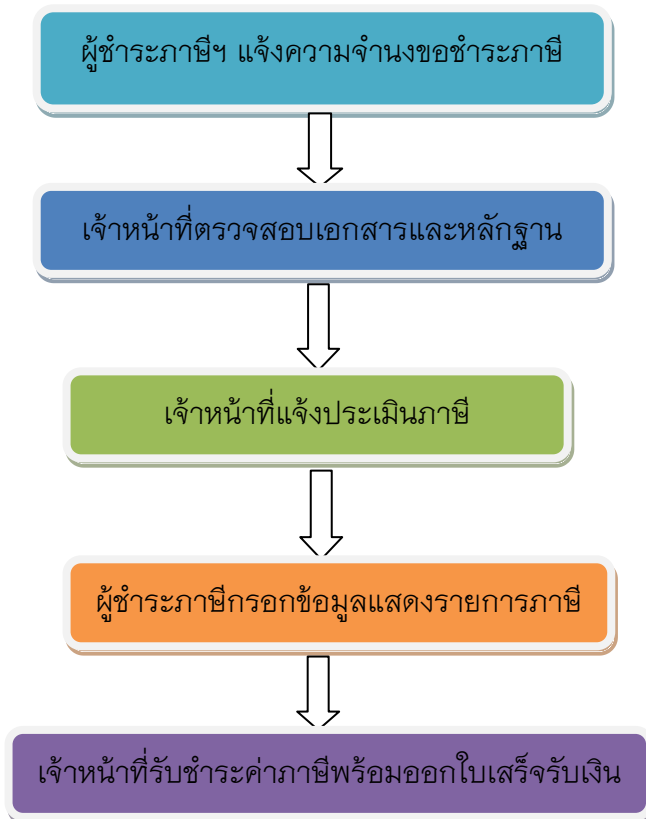 ผู้ชำระภาษีฯ แจ้งความจำนงขอชำระภาษี
เจ้าหน้าที่ตรวจสอบเอกสารและหลักฐาน
เจ้าหน้าที่แจ้งประเมินภาษี
ผู้ชำระภาษีกรอกข้อมูลแสดงรายการภาษี
เจ้าหน้าที่รับชำระค่าภาษีพร้อมออกใบเสร็จรับเงิน